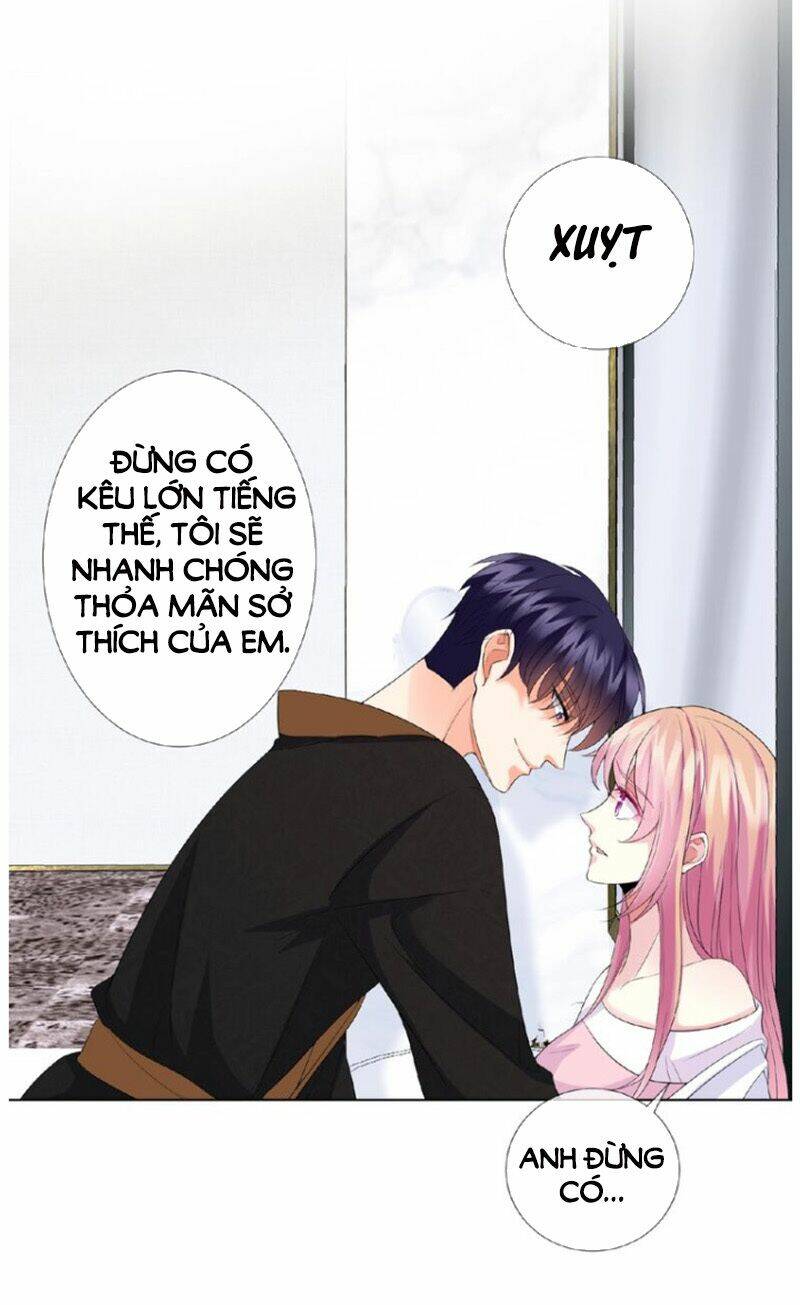 XUỴT
ĐỪNG CÓ
KÊU LỚN TIẾNG
THẾ, TÔI SẼ
NHANH CHÓNG
THỎA MÃN SỞ
THÍCH CỦA EM.
ANH ĐỪNG
CÓ...